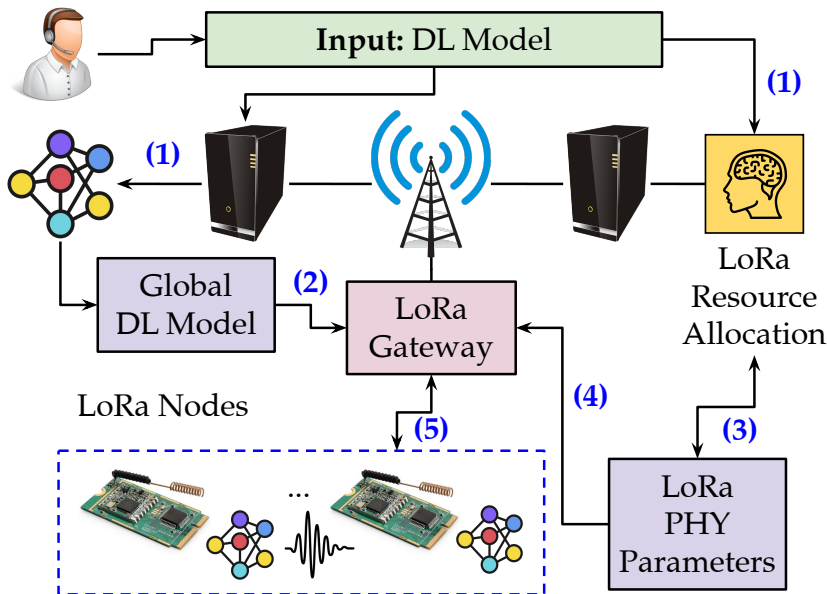 Input: DL Model
(1)
(1)
LoRa
Resource
Allocation
Global
DL Model
(2)
LoRa
Gateway
(4)
(3)
LoRa Nodes
(5)
...
LoRa
PHY
Parameters